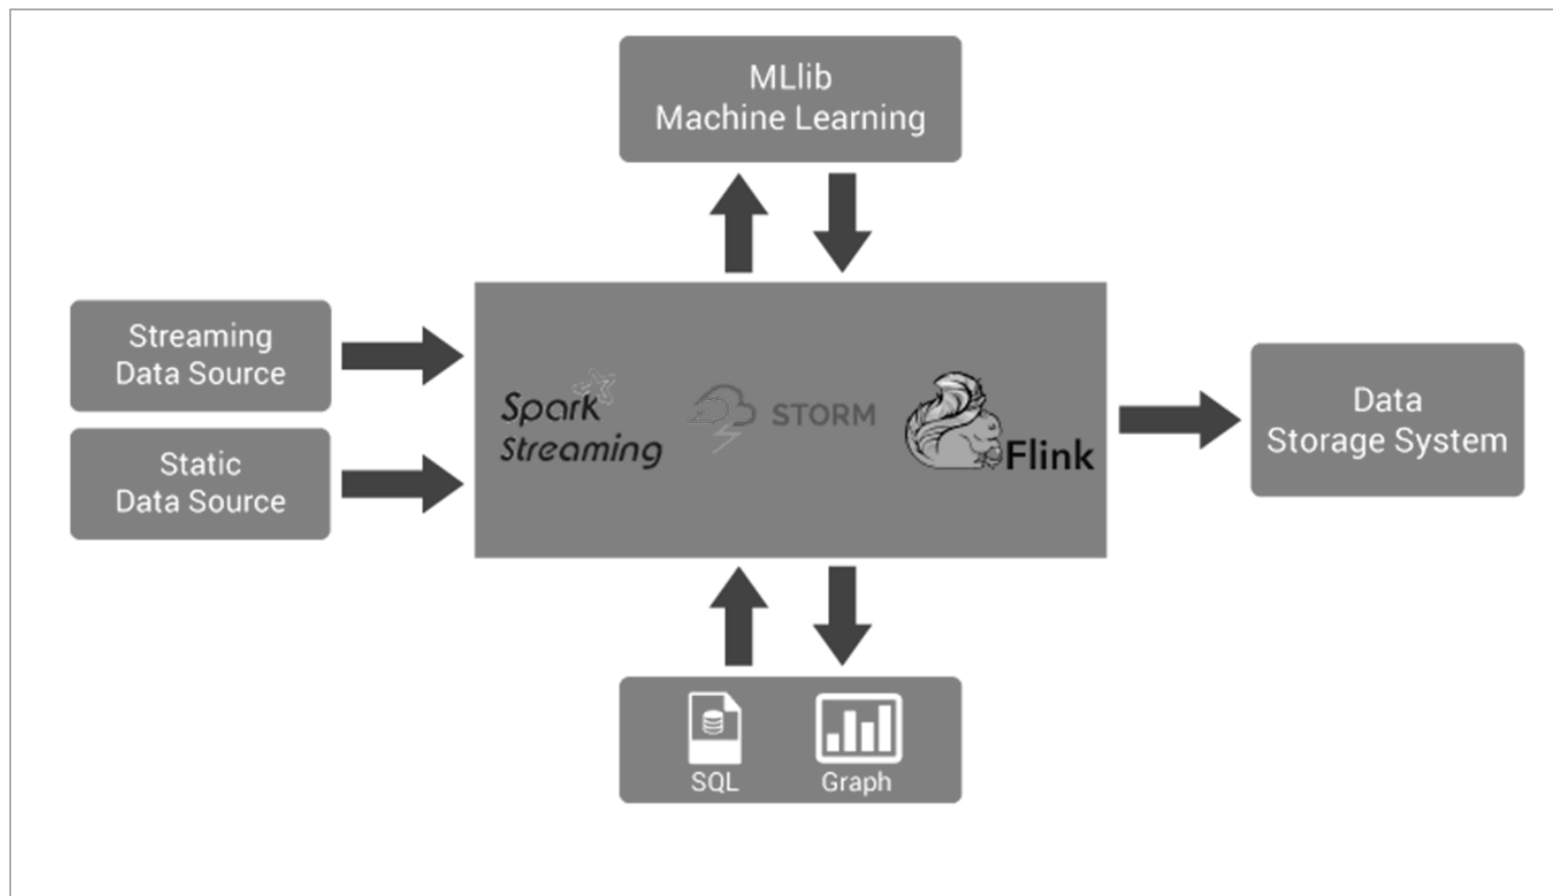 MLlib
Machine Learning
Streaming
Data Source
Static
Data Source
Spark
Streaming
STORM
Flink
Data
Storage System
SQL
Graph